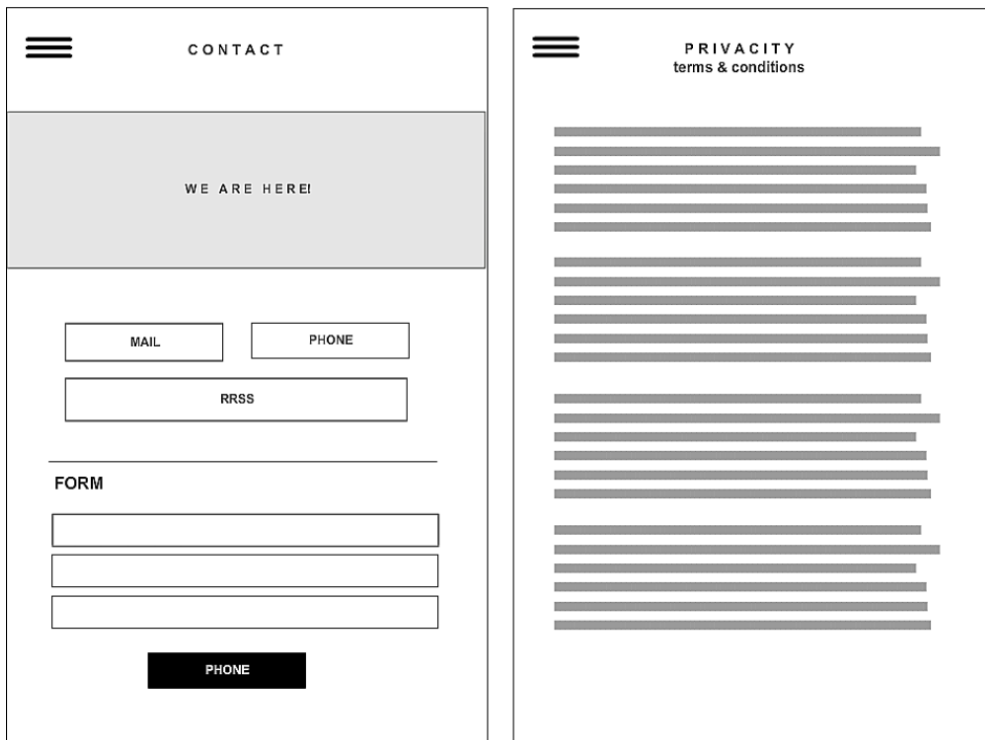 CONTACT
WE ARE HERE!
MAIL
PHONE
RRSS
FORM
PHONE
PRIVACITY
terms & conditions